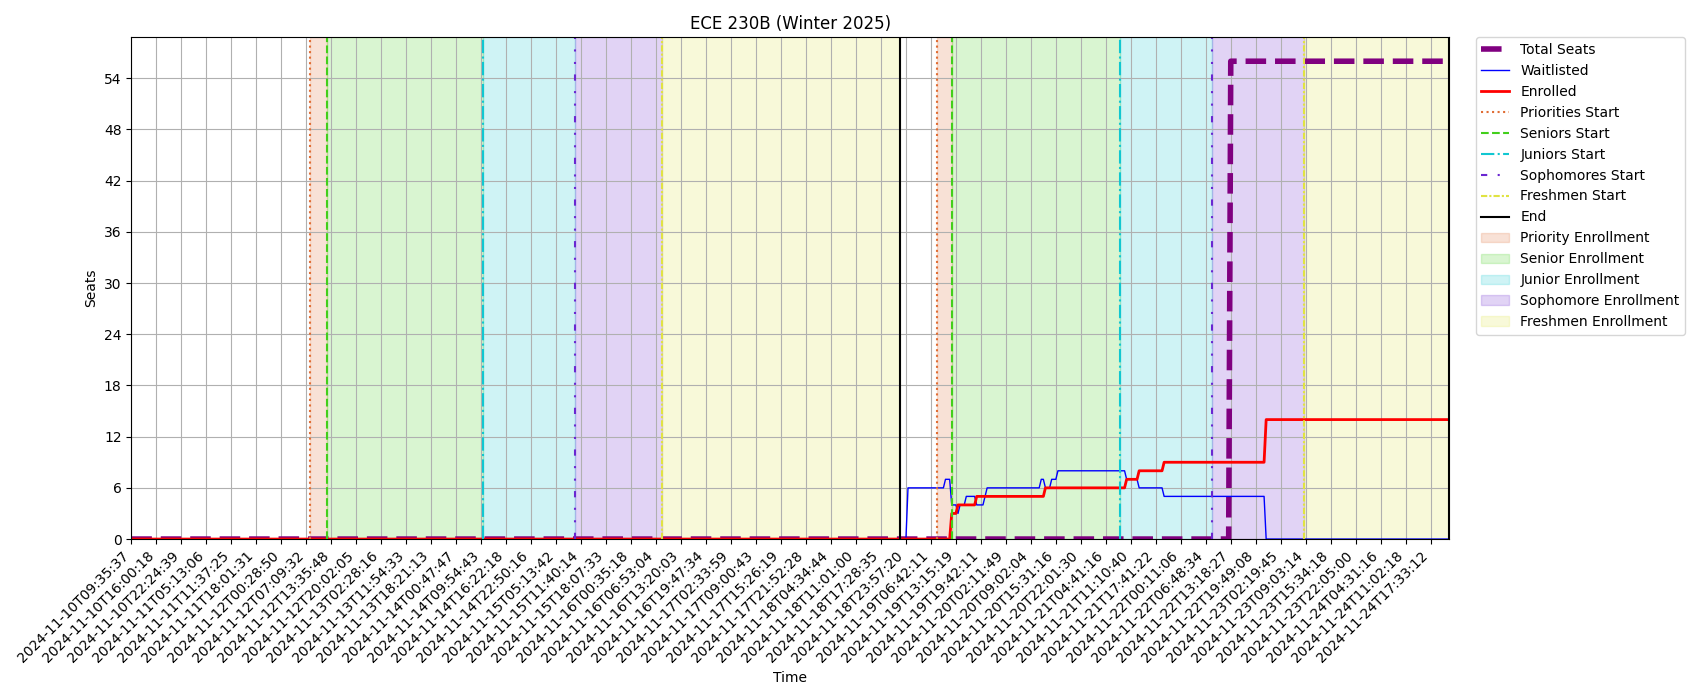 ECE 230B (Winter 2025)
Seats
54
48
42
36
30
24
18
12
6
0
2024-11-10T09:35:37
2024-11-10T16:00:18
2024-11-10T22:24:39
2024-11-11T05:13:06
2024-11-11T11:37:25
2024-11-11T18:01:31
2024-11-12T00:28:50
2024-11-12T07:09:32
2024-11-12T13:35:48
2024-11-12T20:02:05
2024-11-13T02:28:16
2024-11-13T11:54:33
2024-11-13T18:21:13
2024-11-14T00:47:47
2024-11-14T09:54:43
2024-11-14T16:22:18
2024-11-14T22:50:16
2024-11-15T05:13:42
2024-11-15T11:40:14
2024-11-15T18:07:33
2024-11-16T00:35:18
2024-11-16T06:53:04
2024-11-16T13:20:03
2024-11-16T19:47:34
2024-11-17T02:33:59
2024-11-17T09:00:43
2024-11-17T15:26:19
2024-11-17T21:52:28
2024-11-18T04:34:44
2024-11-18T11:01:00
2024-11-18T17:28:35
2024-11-18T23:57:20
2024-11-19T06:42:11
2024-11-19T13:15:19
2024-11-19T19:42:11
2024-11-20T02:11:49
2024-11-20T09:02:04
2024-11-20T15:31:16
2024-11-20T22:01:30
2024-11-21T04:41:16
2024-11-21T11:10:40
2024-11-21T17:41:22
2024-11-22T00:11:06
2024-11-22T06:48:34
2024-11-22T13:18:27
2024-11-22T19:49:08
2024-11-23T02:19:45
2024-11-23T09:03:14
2024-11-23T15:34:18
2024-11-23T22:05:00
2024-11-24T04:31:16
2024-11-24T11:02:18
2024-11-24T17:33:12
Time
Total Seats
Waitlisted
Enrolled
Priorities Start
Seniors Start
Juniors Start
Sophomores Start
Freshmen Start
End
Priority Enrollment
Senior Enrollment
Junior Enrollment
Sophomore Enrollment
Freshmen Enrollment